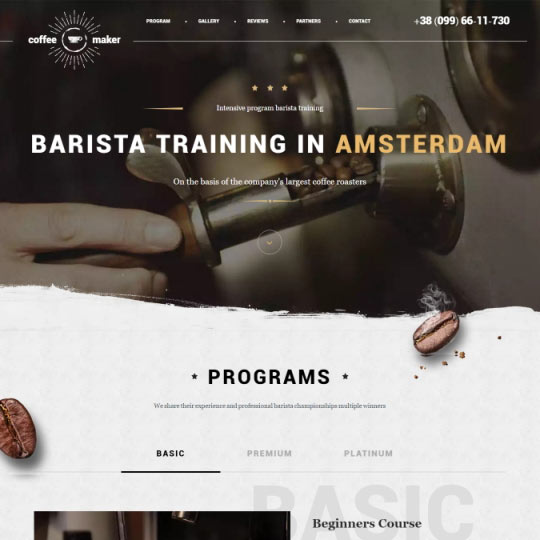 coffee maker
PROGRAM • GALLERY • REVIEWS • PARTNERS • CONTACT
+38 (099) 66-11-730
Intensive program barista training
BARISTA TRAINING IN AMSTERDAM
On the basis of the company's largest coffee roasters
PROGRAMS
We share their experience and professional barista championships multiple winners
BASIC PREMIUM PLATINUM
BASIC
Beginners Course